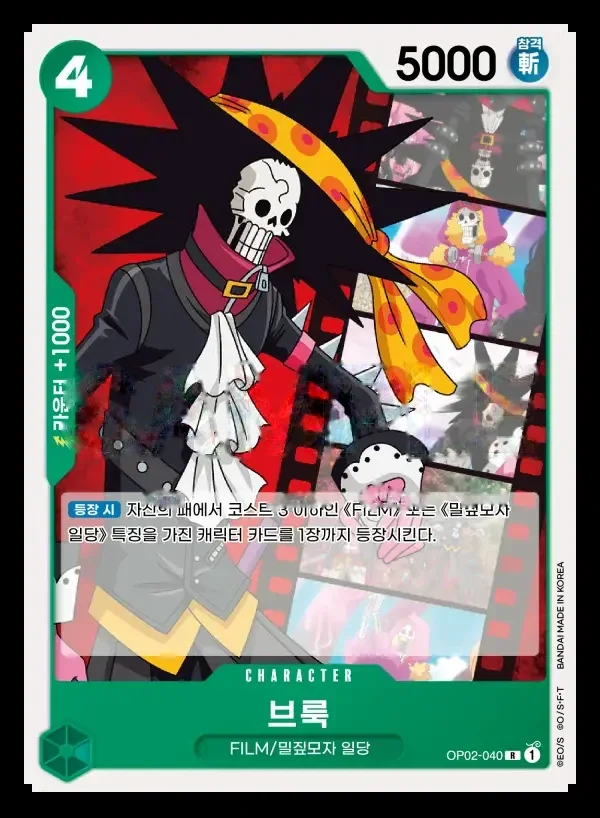 4
5000
참격
斬
카운터 +1000
등장 시 자신의 패에서 코스트 3 이하인 《FILM》 또는 《밀짚모자
일당》 특징을 가진 캐릭터 카드를 1장까지 등장시킨다.
CHARACTER
브룩
FILM/밀짚모자 일당
OP02-040 R 1
©EO/S ©O/S·F·T BANDAI MADE IN KOREA